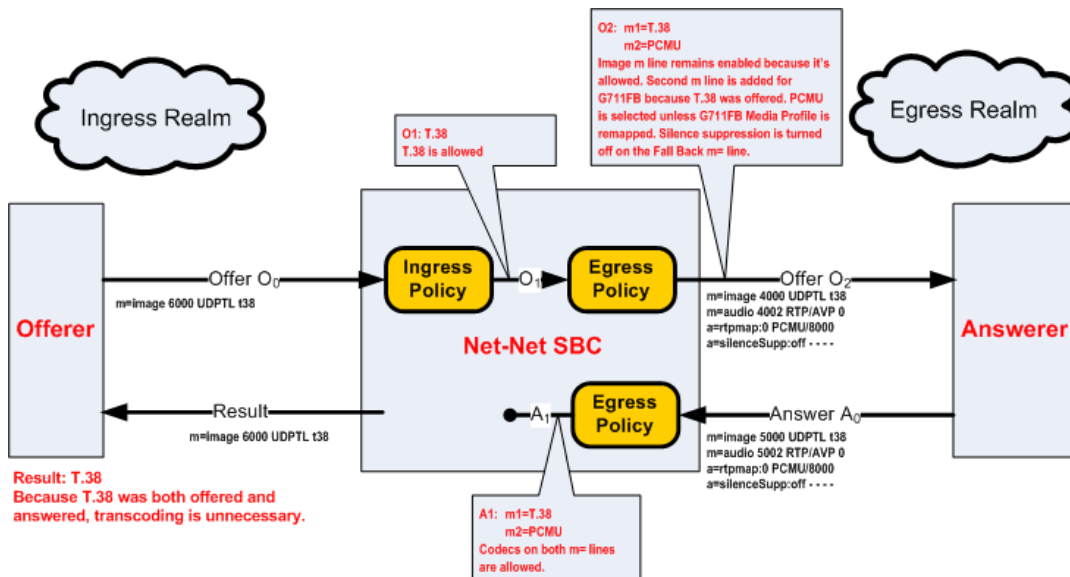 O2: m1=T.38
m2=PCMU
Image m line remains enabled because it's
allowed. Second m line is added for
G711FB because T.38 was offered. PCMU
is selected unless G711FB Media Profile is
remapped. Silence suppression is turned
off on the Fall Back m= line.
Ingress Realm
Egress Realm
O1: T.38
T.38 is allowed
Offerer
Offer O0
m=image 6000 UDPTL t38
Ingress
Policy
O1
Egress
Policy
Net-Net SBC
Offer O2
m=image 4000 UDPTL t38
m=audio 4002 RTP/AVP 0
a=rtpmap:0 PCMU/8000
a=silenceSupp:off - - - -
Answerer
Result
m=image 6000 UDPTL t38
A1
Egress
Policy
Answer A0
m=image 5000 UDPTL t38
m=audio 5002 RTP/AVP 0
a=rtpmap:0 PCMU/8000
a=silenceSupp:off - - - -
Result: T.38
Because T.38 was both offered and
answered, transcoding is unnecessary.
A1: m1=T.38
m2=PCMU
Codecs on both m= lines
are allowed.